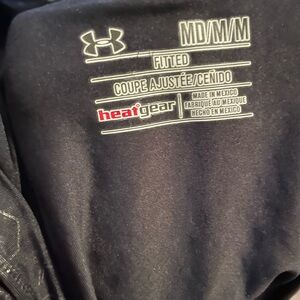 MD/M/M
FITTED
COUPE AJUSTÉE/CEÑIDO
heatgear
MADE IN MEXICO
FABRIQUÉ AU MEXIQUE
HECHO EN MÉXICO